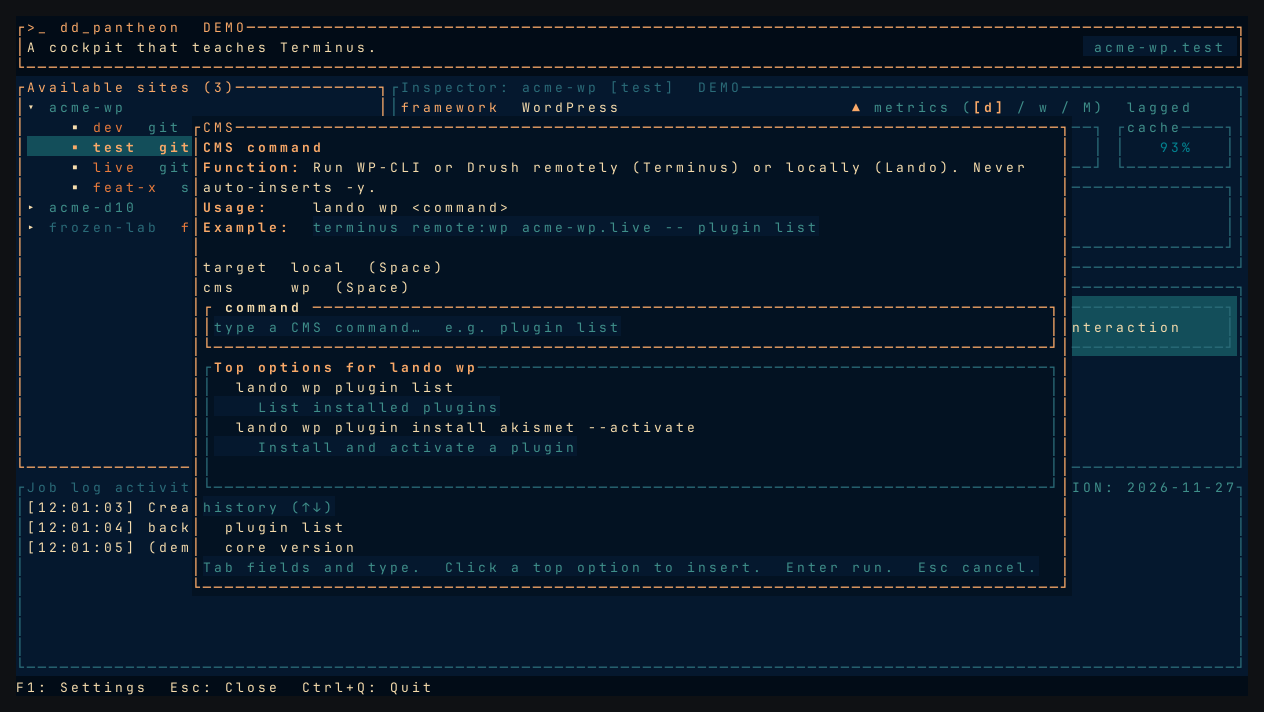 >_ dd_pantheon  DEMO
A cockpit that teaches Terminus.
acme-wp.test
Available sites (3)
Inspector: acme-wp [test]  DEMO
▾ acme-wp
framework  WordPress
▲ metrics ([d] / w / M)  lagged
▪ dev  git
▪ test  git
▪ live  git
▪ feat-x  s
▸ acme-d10
▸ frozen-lab  f
cache
93%
CMS
CMS command
Function: Run WP-CLI or Drush remotely (Terminus) or locally (Lando). Never
auto-inserts -y.
Usage:    lando wp <command>
Example:  terminus remote:wp acme-wp.live -- plugin list
target  local  (Space)
cms     wp  (Space)
command
type a CMS command…  e.g. plugin list
nteraction
Top options for lando wp
lando wp plugin list
List installed plugins
lando wp plugin install akismet --activate
Install and activate a plugin
history (↑↓)
plugin list
core version
Tab fields and type.  Click a top option to insert.  Enter run.  Esc cancel.
Job log activit
ION: 2026-11-27
[12:01:03] Crea
[12:01:04] back
[12:01:05] (dem
F1: Settings  Esc: Close  Ctrl+Q: Quit